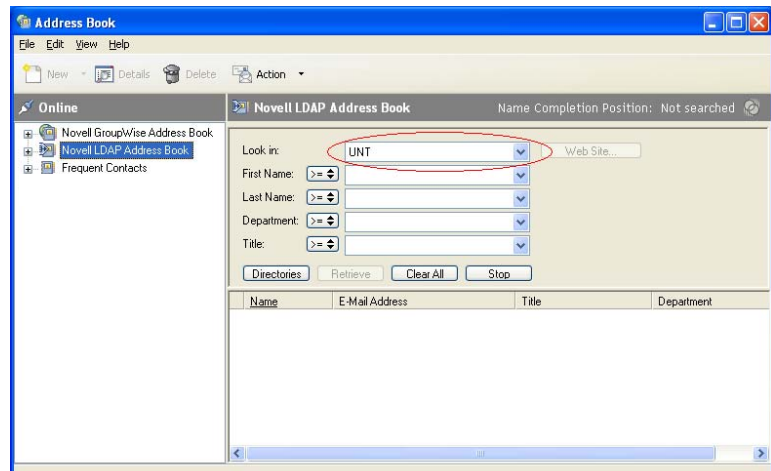 Address Book
File Edit View Help
New Details Delete Action
Online
Novell LDAP Address Book Name Completion Position: Not searched
Novell GroupWise Address Book
Novell LDAP Address Book
Frequent Contacts
Look in: UNT Web Site...
First Name: >=
Last Name: >=
Department: >=
Title: >=
Directories Retrieve Clear All Stop
Name E-Mail Address Title Department